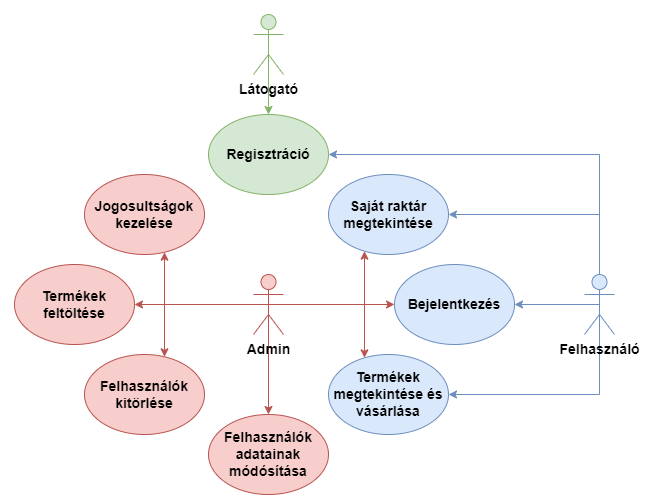 Látogató
Regisztráció
Jogosultságok
kezelése
Saját raktár
megtekintése
Termékek
feltöltése
Bejelentkezés
Admin
Felhasználó
Felhasználók
kitörlése
Termékek
megtekintése és
vásárlása
Felhasználók
adatainak
módósítása